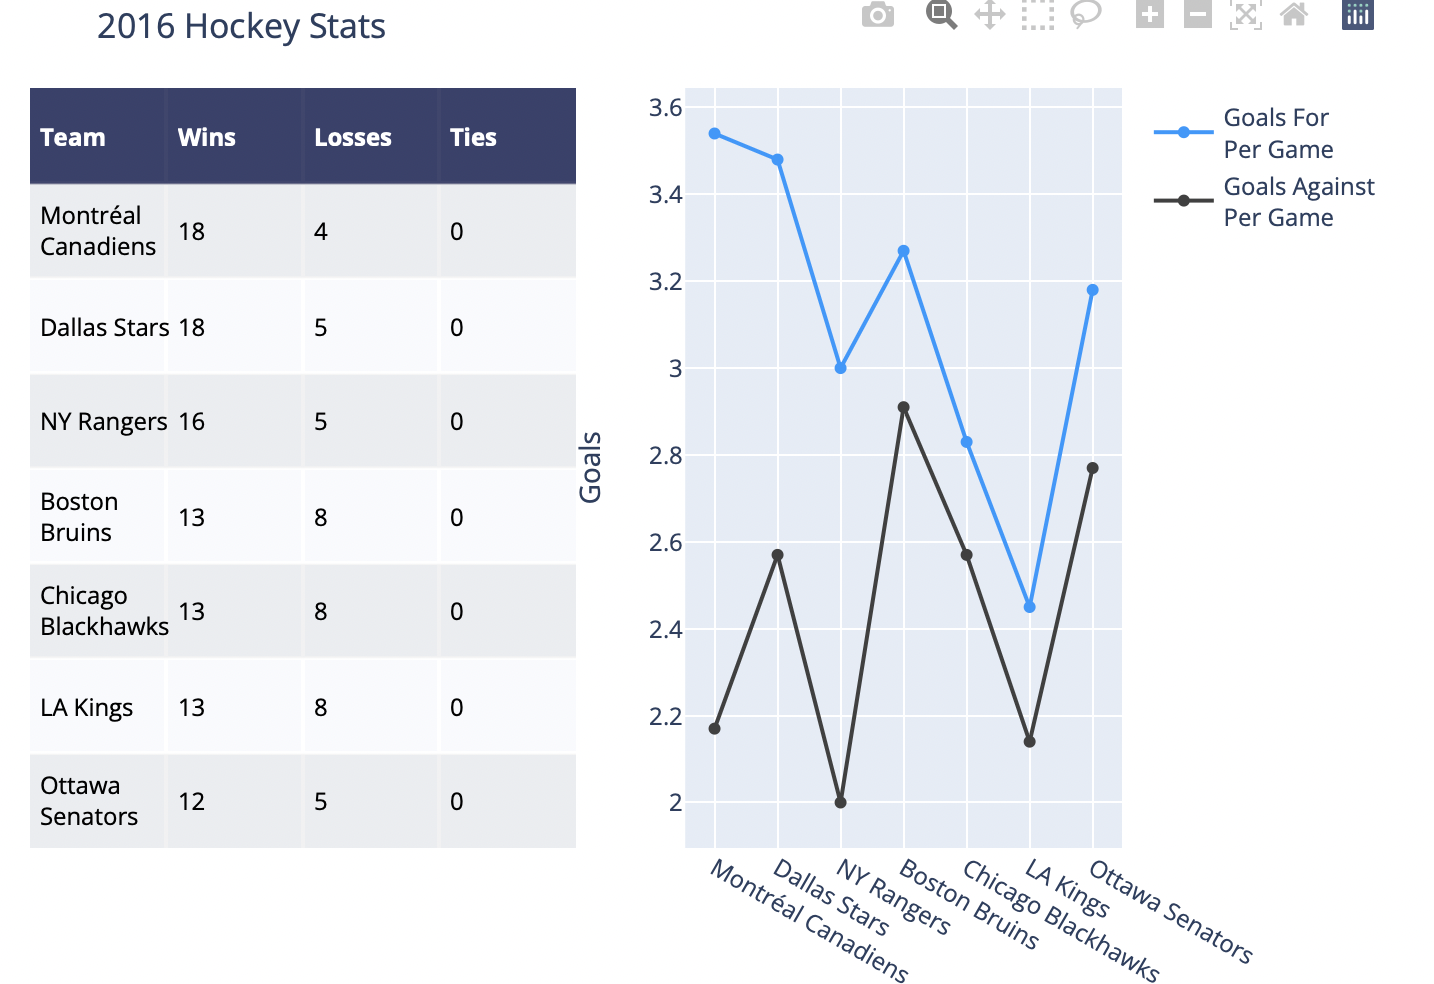 2016 Hockey Stats
Team Wins Losses Ties
Montréal
Canadiens 18 4 0
Dallas Stars 18 5 0
NY Rangers 16 5 0
Boston
Bruins 13 8 0
Chicago
Blackhawks 13 8 0
LA Kings 13 8 0
Ottawa
Senators 12 5 0
Goals
3.6
3.4
3.2
3
2.8
2.6
2.4
2.2
2
Montréal Canadiens
Dallas Stars
NY Rangers
Boston Bruins
Chicago Blackhawks
LA Kings
Ottawa Senators
Goals For
Per Game
Goals Against
Per Game